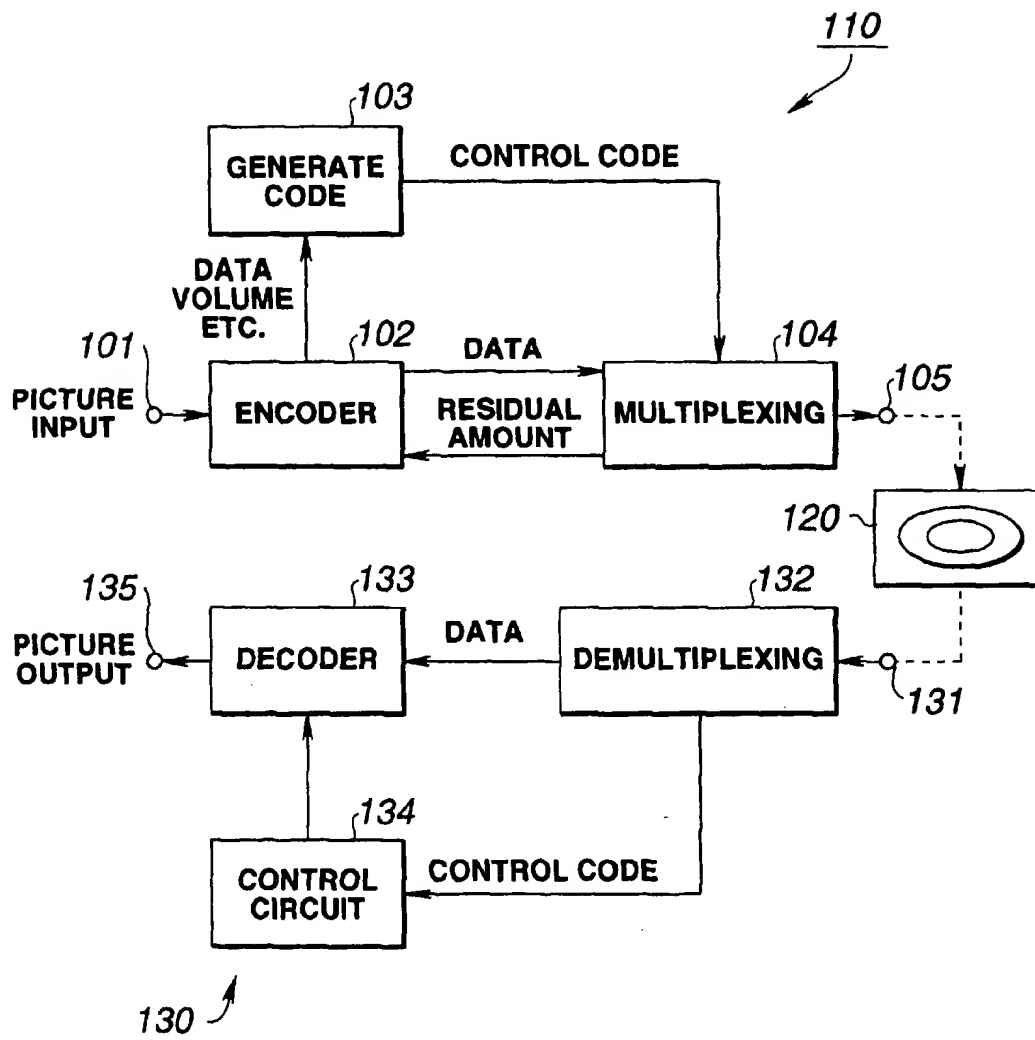 110
103
GENERATE
CODE
CONTROL CODE
DATA
VOLUME
ETC.
101
102
DATA
104
105
PICTURE
INPUT
ENCODER
RESIDUAL
AMOUNT
MULTIPLEXING
120
135
133
132
PICTURE
OUTPUT
DECODER
DATA
DEMULTIPLEXING
131
134
CONTROL
CIRCUIT
CONTROL CODE
130